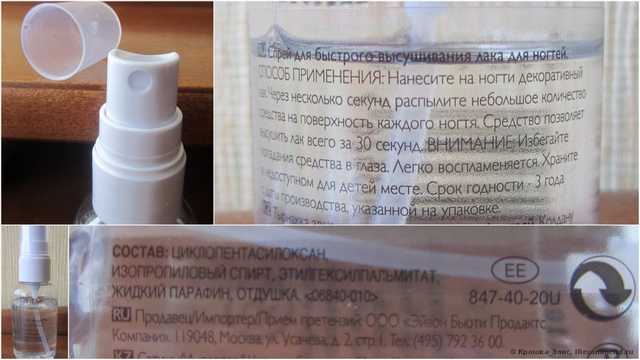 Спрей для быстрого высушивания лака для ногтей.
СПОСОБ ПРИМЕНЕНИЯ: Нанесите на ногти декоративный
лак. Через несколько секунд распылите небольшое количество
средства на поверхность каждого ногтя. Средство позволяет
высушить лак всего за 30 секунд. ВНИМАНИЕ: Избегайте
попадания средства в глаза. Легко воспламеняется. Храните
в недоступном для детей месте. Срок годности - 3 года
с даты производства, указанной на упаковке.
СОСТАВ: ЦИКЛОПЕНТАСИЛОКСАН,
ИЗОПРОПИЛОВЫЙ СПИРТ, ЭТИЛГЕКСИЛПАЛЬМИТАТ,
ЖИДКИЙ ПАРАФИН, ОТДУШКА. <06840-010>
EE
847-40-20U
RU Продавец/Импортер/Прием претензий: ООО «Эйвон Бьюти Продактс
Компани», 119048, Москва, ул. Усачева, д. 2, стр. 1. Тел.: (495) 792 36 00.
KZ
© Крошка_Элис, IRecommend.ru